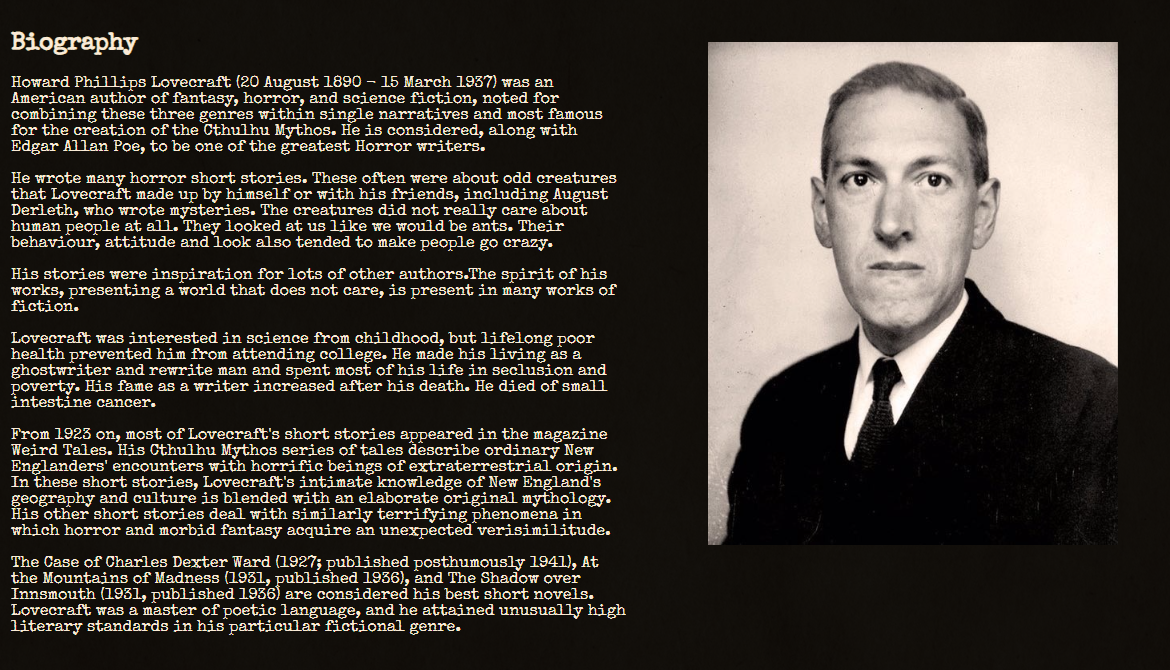 Biography
Howard Phillips Lovecraft (20 August 1890 – 15 March 1937) was an
American author of fantasy, horror, and science fiction, noted for
combining these three genres within single narratives and most famous
for the creation of the Cthulhu Mythos. He is considered, along with
Edgar Allan Poe, to be one of the greatest Horror writers.
He wrote many horror short stories. These often were about odd creatures
that Lovecraft made up by himself or with his friends, including August
Derleth, who wrote mysteries. The creatures did not really care about
human people at all. They looked at us like we would be ants. Their
behaviour, attitude and look also tended to make people go crazy.
His stories were inspiration for lots of other authors.The spirit of his
works, presenting a world that does not care, is present in many works of
fiction.
Lovecraft was interested in science from childhood, but lifelong poor
health prevented him from attending college. He made his living as a
ghostwriter and rewrite man and spent most of his life in seclusion and
poverty. His fame as a writer increased after his death. He died of small
intestine cancer.
From 1923 on, most of Lovecraft's short stories appeared in the magazine
Weird Tales. His Cthulhu Mythos series of tales describe ordinary New
Englanders' encounters with horrific beings of extraterrestrial origin.
In these short stories, Lovecraft's intimate knowledge of New England's
geography and culture is blended with an elaborate original mythology.
His other short stories deal with similarly terrifying phenomena in
which horror and morbid fantasy acquire an unexpected verisimilitude.
The Case of Charles Dexter Ward (1927; published posthumously 1941), At
the Mountains of Madness (1931, published 1936), and The Shadow over
Innsmouth (1931, published 1936) are considered his best short novels.
Lovecraft was a master of poetic language, and he attained unusually high
literary standards in his particular fictional genre.